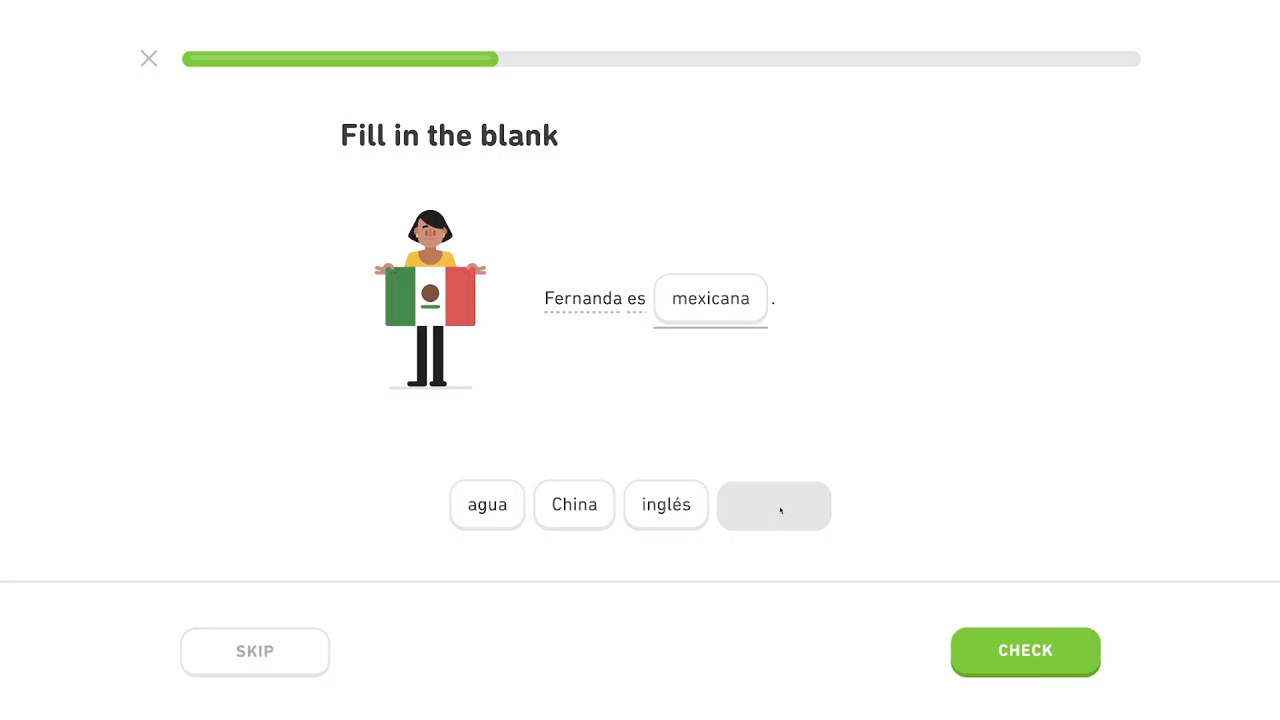 Fill in the blank
Fernanda es mexicana .
agua China inglés
SKIP CHECK